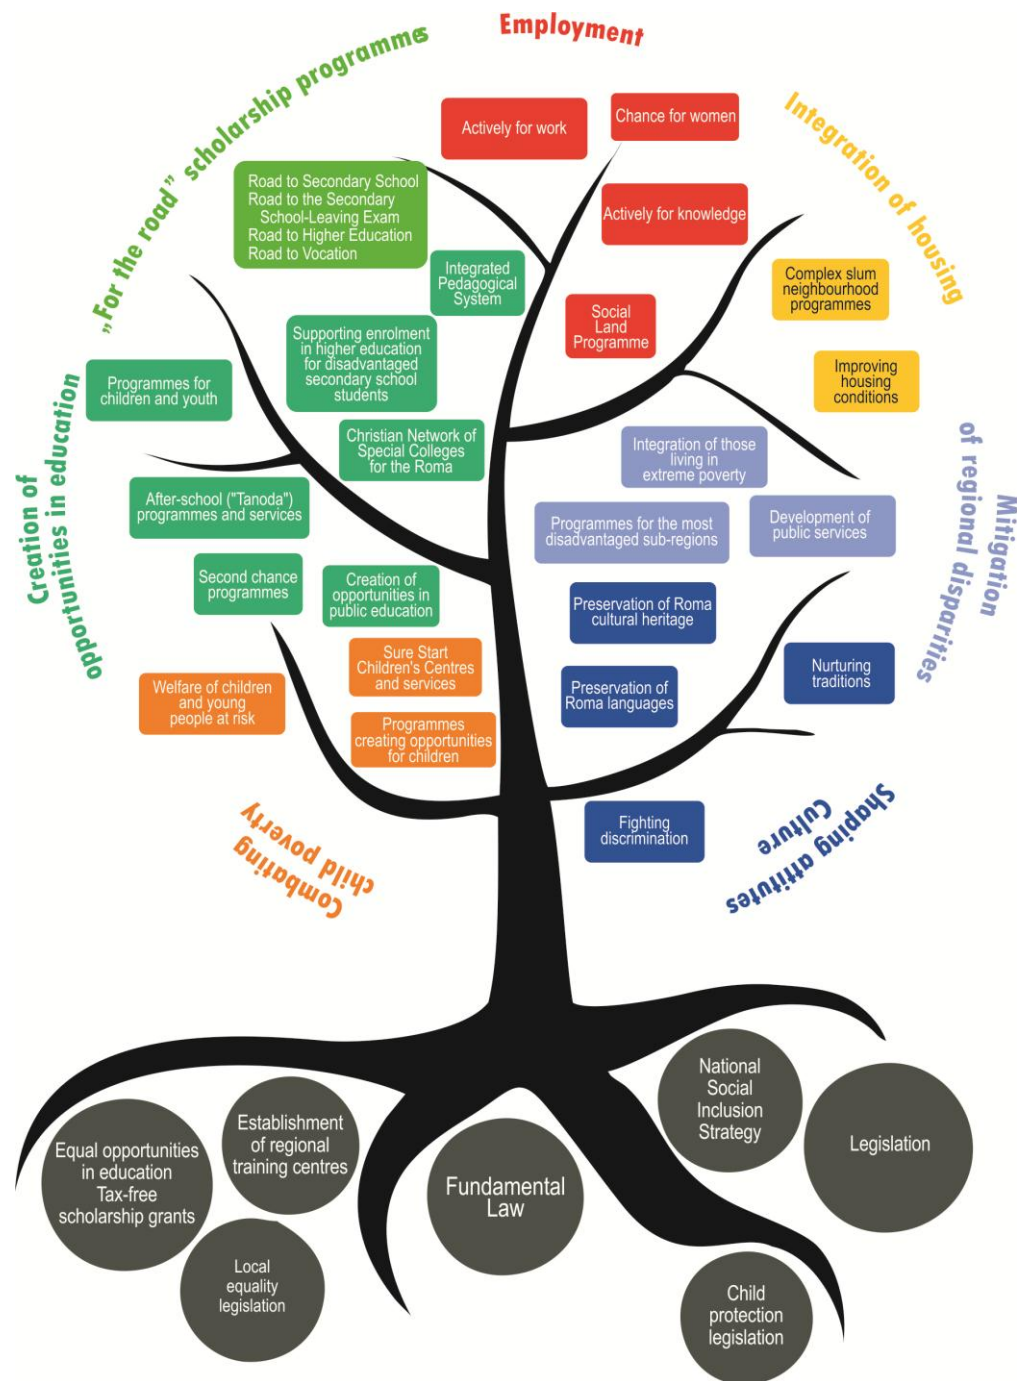 Employment
„For the road” scholarship programmes
Integration of housing
Actively for work
Chance for women
Road to Secondary School
Road to the Secondary
School-Leaving Exam
Road to Higher Education
Road to Vocation
Actively for knowledge
Integrated
Pedagogical
System
Complex slum
neighbourhood
programmes
Social
Land
Programme
Supporting enrolment
in higher education
for disadvantaged
secondary school
students
Programmes for
children and youth
Improving
housing
conditions
Creation of
opportunities in education
Christian Network of
Special Colleges
for the Roma
Integration of those
living in
extreme poverty
Mitigation
of regional disparities
After-school ("Tanoda")
programmes and services
Programmes for the most
disadvantaged sub-regions
Development of
public services
Second chance
programmes
Creation of
opportunities in
public education
Preservation of Roma
cultural heritage
Sure Start
Children's Centres
and services
Nurturing
traditions
Welfare of children
and young
people at risk
Preservation of
Roma languages
Programmes
creating opportunities
for children
Combating
child poverty
Fighting
discrimination
Shaping attitutes
Culture
National
Social
Inclusion
Strategy
Legislation
Equal opportunities
in education
Tax-free
scholarship grants
Establishment
of regional
training centres
Fundamental
Law
Local
equality
legislation
Child
protection
legislation